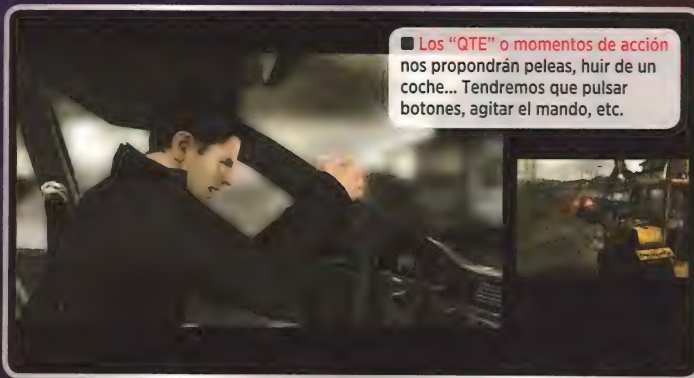 ■ Los “QTE” o momentos de acción
nos propondrán peleas, huir de un
coche... Tendremos que pulsar
botones, agitar el mando, etc.